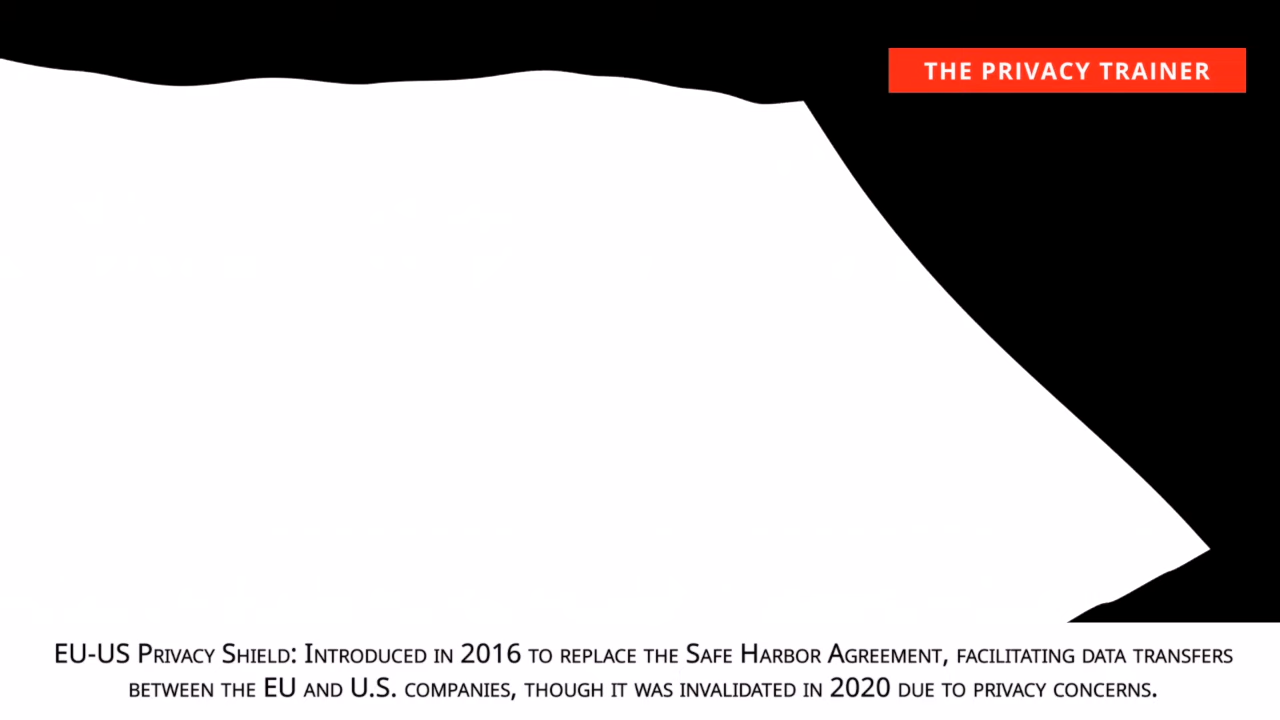 THE PRIVACY TRAINER
EU-US Privacy Shield: Introduced in 2016 to replace the Safe Harbor Agreement, facilitating data transfers
between the EU and U.S. companies, though it was invalidated in 2020 due to privacy concerns.